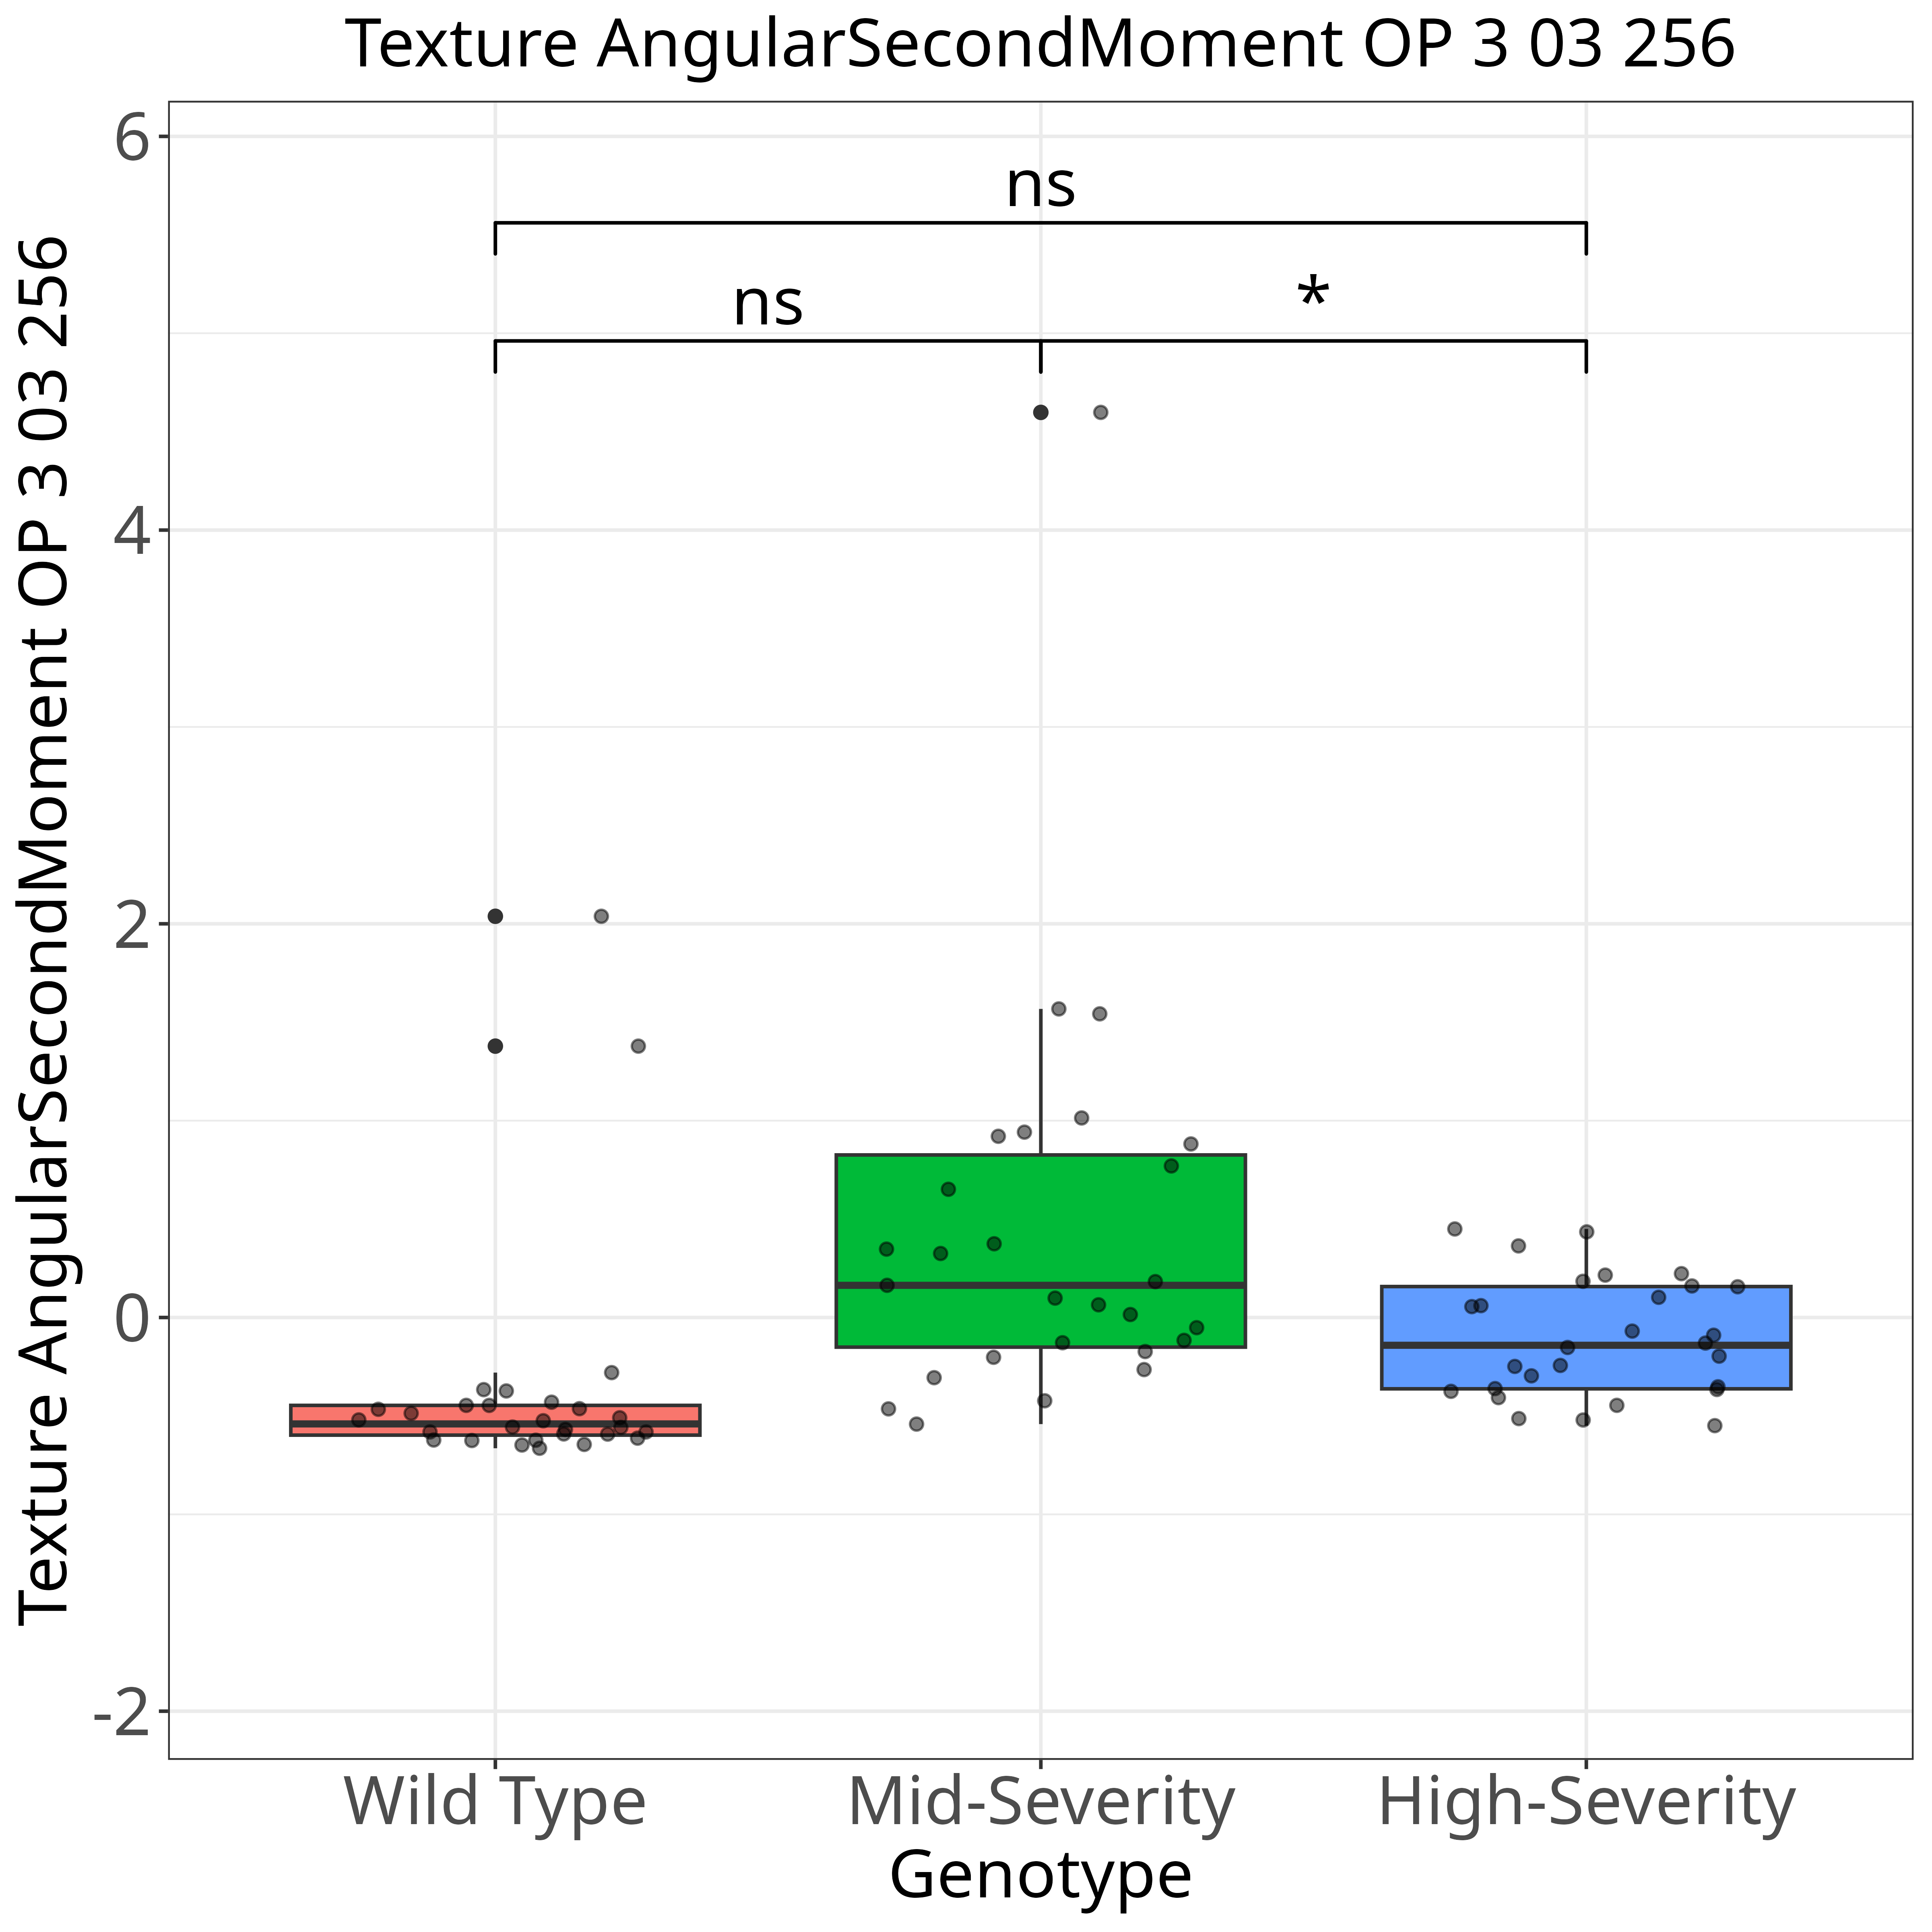 Texture AngularSecondMoment OP 3 03 256
Texture AngularSecondMoment OP 3 03 256
6
4
2
0
-2
ns
ns
*
Wild Type
Mid-Severity
High-Severity
Genotype